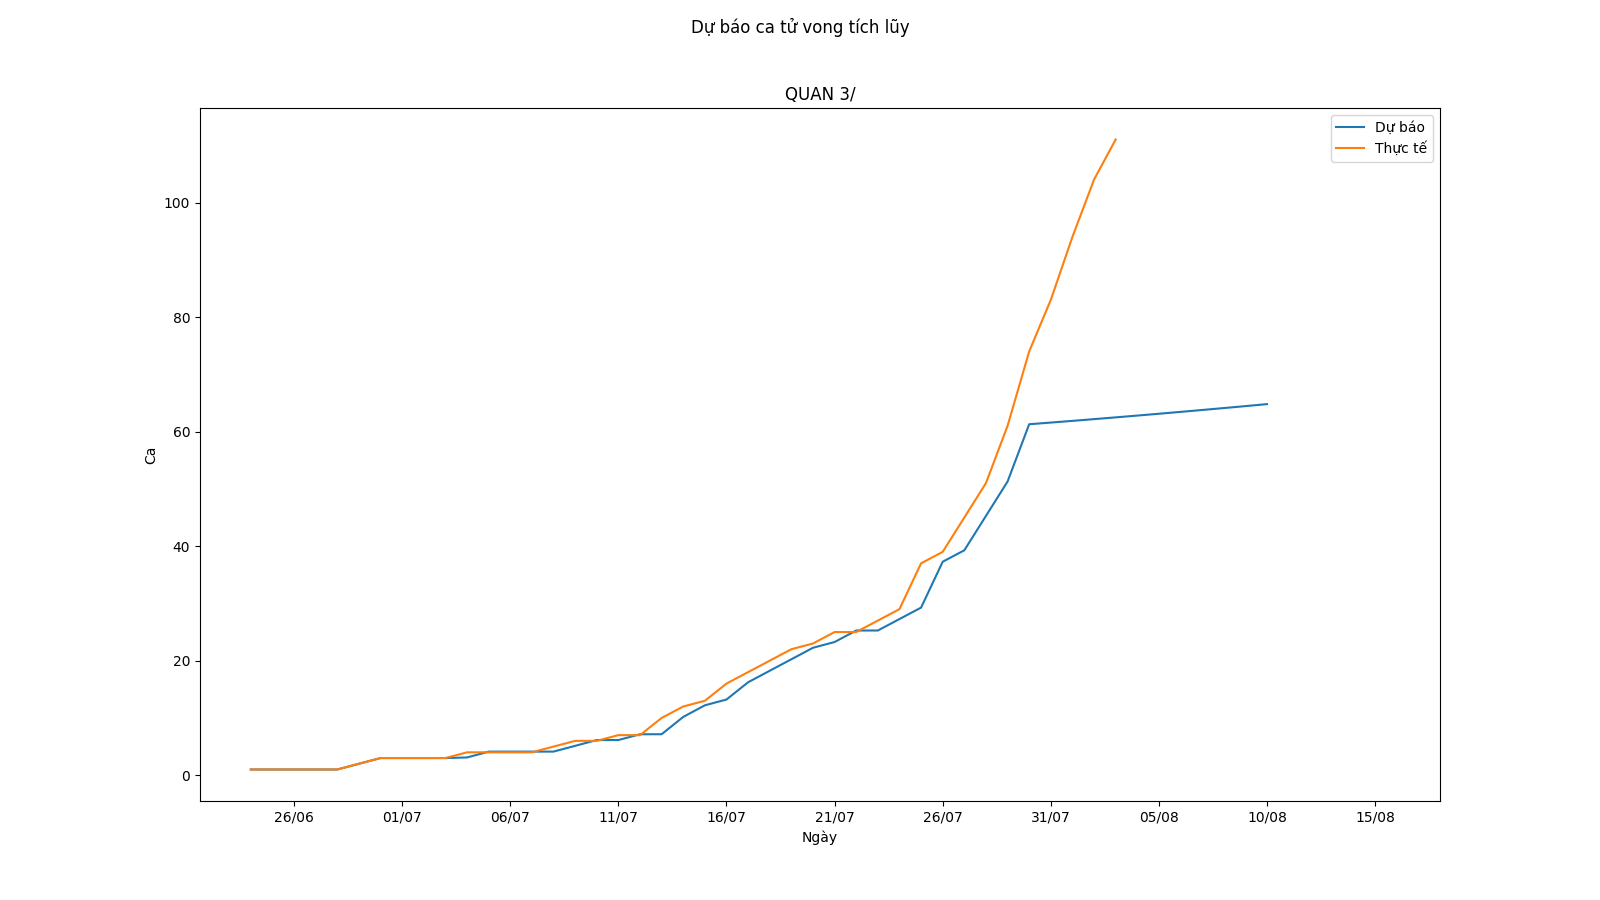 Dự báo ca tử vong tích lũy
QUAN 3/
Dự báo
Thực tế
100
80
60
40
20
0
Ca
26/06
01/07
06/07
11/07
16/07
21/07
26/07
31/07
05/08
10/08
15/08
Ngày